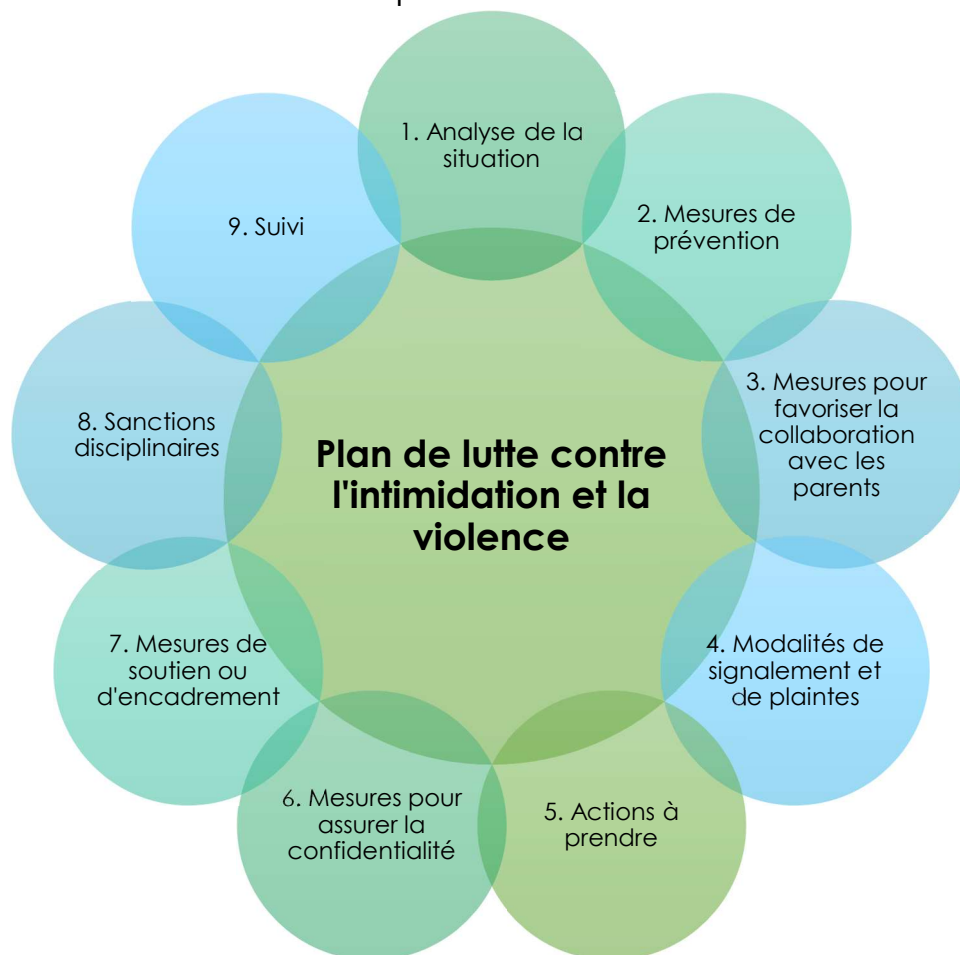 1. Analyse de la
situation
2. Mesures de
prévention
3. Mesures pour
favoriser la
collaboration
avec les
parents
4. Modalités de
signalement et
de plaintes
5. Actions à
prendre
6. Mesures pour
assurer la
confidentialité
7. Mesures de
soutien ou
d'encadrement
8. Sanctions
disciplinaires
9. Suivi
Plan de lutte contre
l'intimidation et la
violence